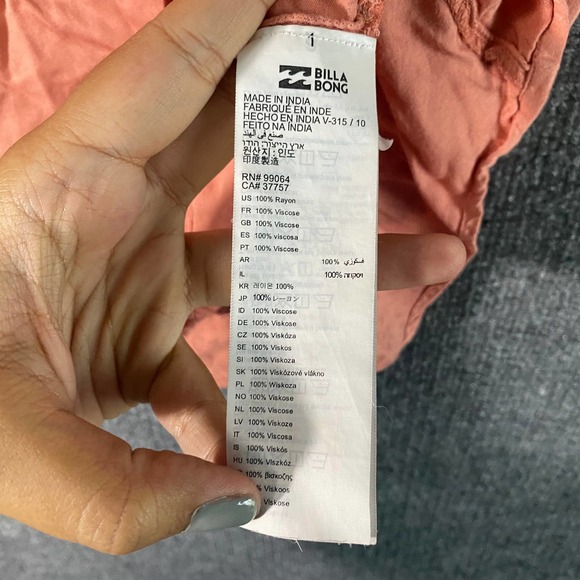 BILLA
BONG
MADE IN INDIA
FABRIQUÉ EN INDE
HECHO EN INDIA V-315 / 10
FEITO NA ÍNDIA
صنع في الهند
ארץ הייצור: הודו
원산지: 인도
印度製造
RN# 99064
CA# 37757
US 100% Rayon
FR 100% Viscose
GB 100% Viscose
ES 100% viscosa
PT 100% Viscose
AR 100% فسكوزي
IL 100% ויסקוזה
KR 레이온 100%
JP 100% レーヨン
ID 100% Viscose
DE 100% Viskose
CZ 100% Viskóza
SE 100% Viskos
SI 100% Viskoza
SK 100% Viskózové vlákno
PL 100% Wiskoza
NO 100% Viskose
NL 100% Viscose
LV 100% Viskoze
IT 100% Viscosa
IS 100% Viskós
HU 100% Viszkóz
100% βισκοζης
100% Viskoos
Viskose